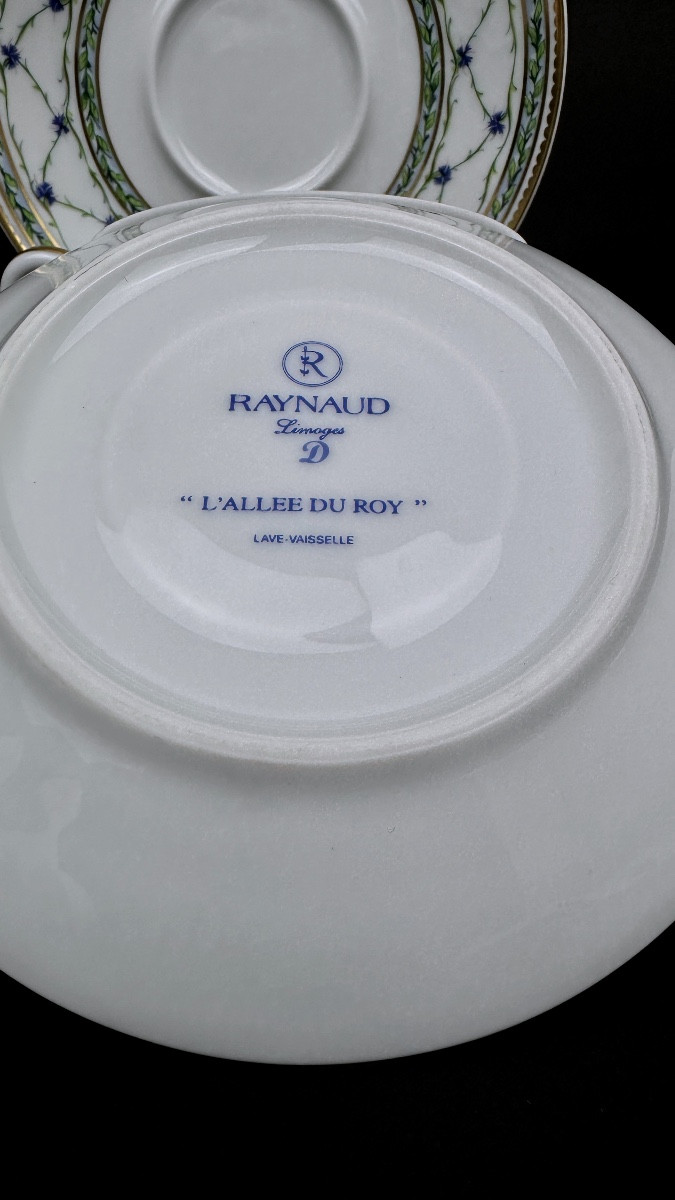 R
RAYNAUD
Limoges
D
“ L'ALLEE DU ROY ”
LAVE-VAISSELLE